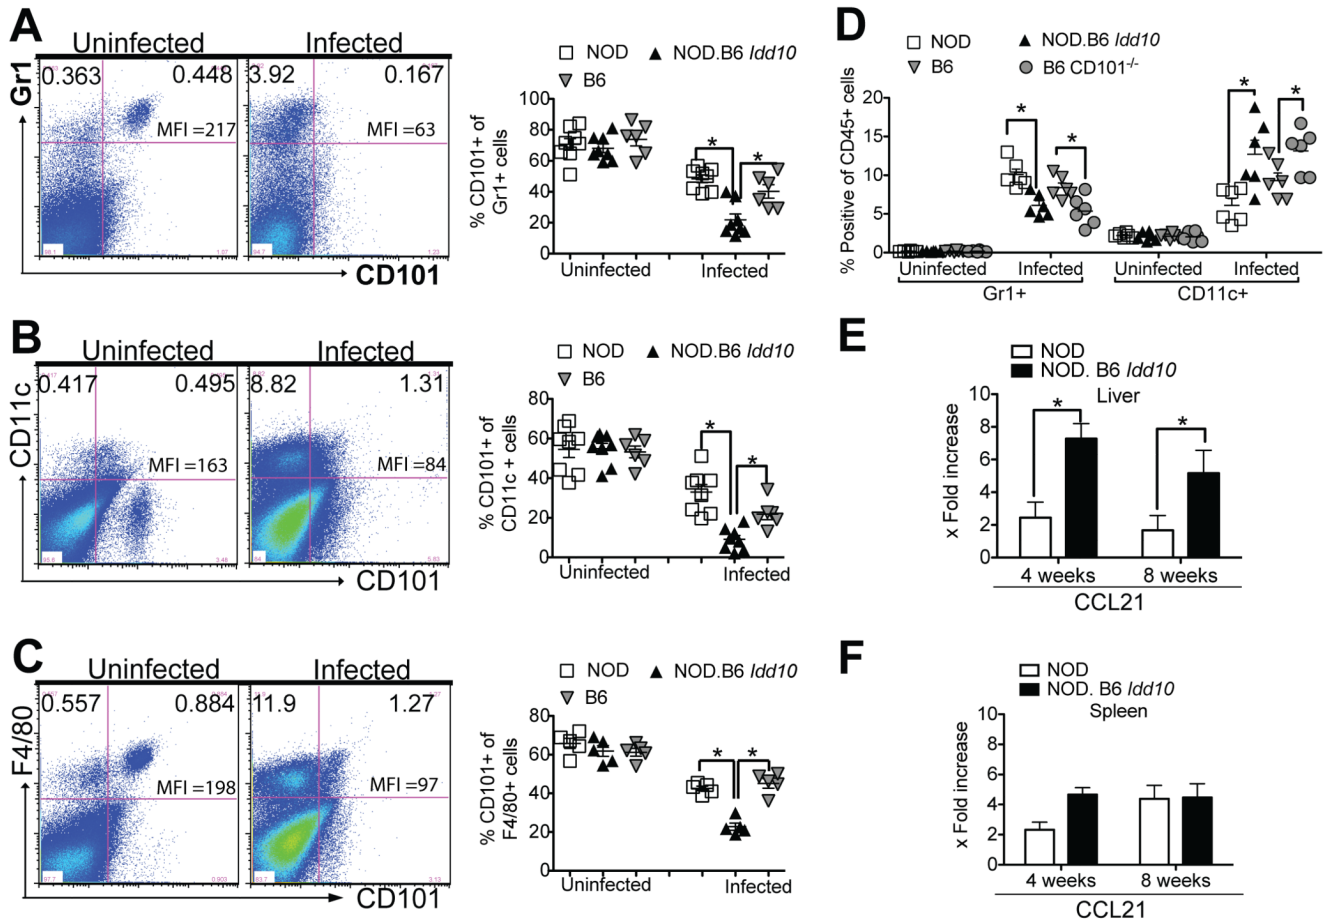 A
Uninfected
Infected
Gr1
0.363
0.448
3.92
0.167
MFI =217
MFI =63
CD101
NOD
NOD.B6 Idd10
B6
% CD101+ of
Gr1+ cells
100
80
60
40
20
0
*
*
Uninfected
Infected
B
Uninfected
Infected
CD11c
0.417
0.495
8.82
1.31
MFI =163
MFI =84
CD101
NOD
NOD.B6 Idd10
B6
% CD101+ of
CD11c + cells
80
60
40
20
0
*
*
Uninfected
Infected
C
Uninfected
Infected
F4/80
0.557
0.884
11.9
1.27
MFI =198
MFI =97
CD101
NOD
NOD.B6 Idd10
B6
% CD101+ of
F4/80+ cells
80
60
40
20
0
*
*
Uninfected
Infected
D
NOD
NOD.B6 Idd10
B6
B6 CD101-/-
% Positive of CD45+ cells
20
15
10
5
0
*
*
*
*
Uninfected
Infected
Uninfected
Infected
Gr1+
CD11c+
E
NOD
NOD. B6 Idd10
Liver
x Fold increase
10
8
6
4
2
0
*
*
4 weeks
8 weeks
CCL21
F
NOD
NOD. B6 Idd10
Spleen
x Fold increase
10
8
6
4
2
0
4 weeks
8 weeks
CCL21